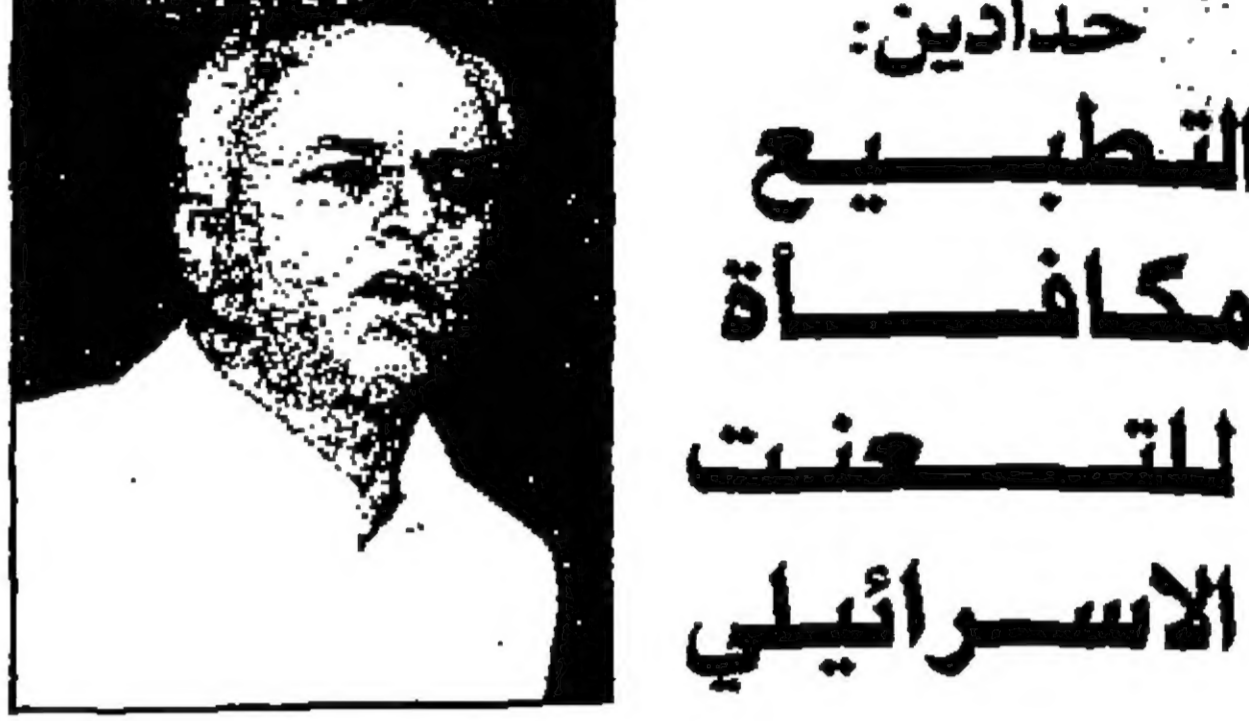 حدادين:
التطبيع
مكافأة
للتعنت
الاسرائيلي